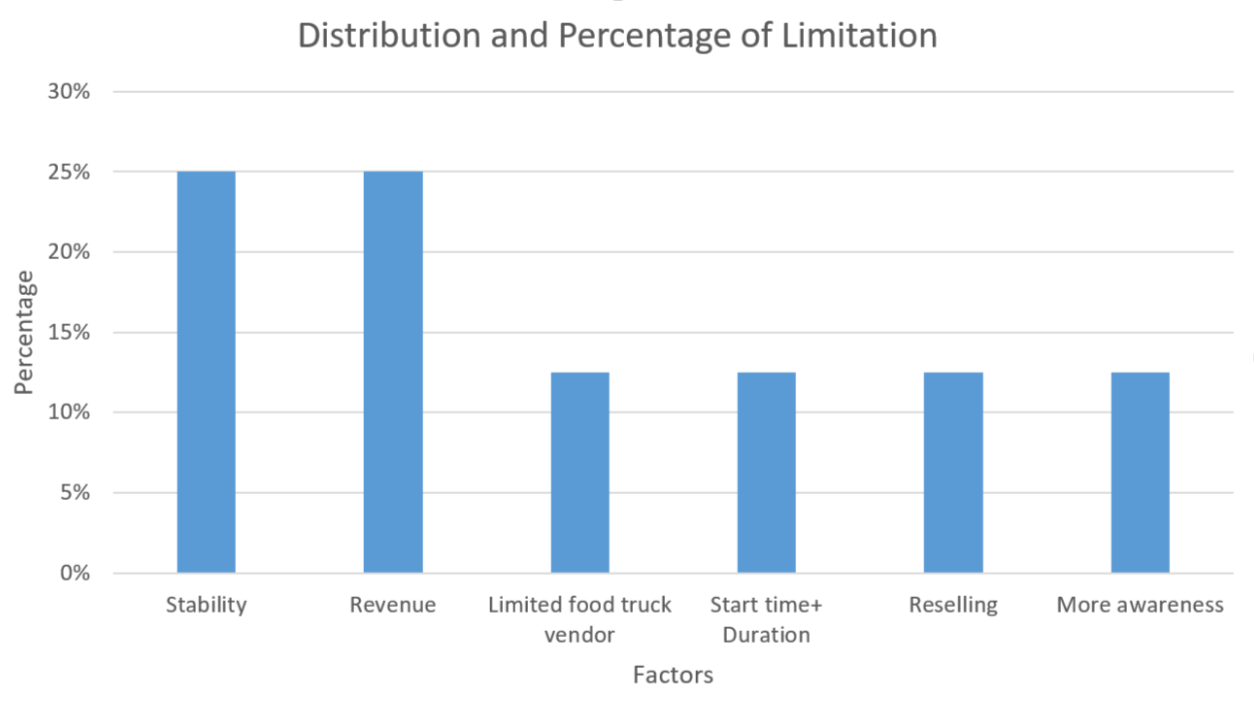 Distribution and Percentage of Limitation
30%
25%
20%
15%
10%
5%
0%
Percentage
Stability
Revenue
Limited food truck
vendor
Start time+
Duration
Reselling
More awareness
Factors